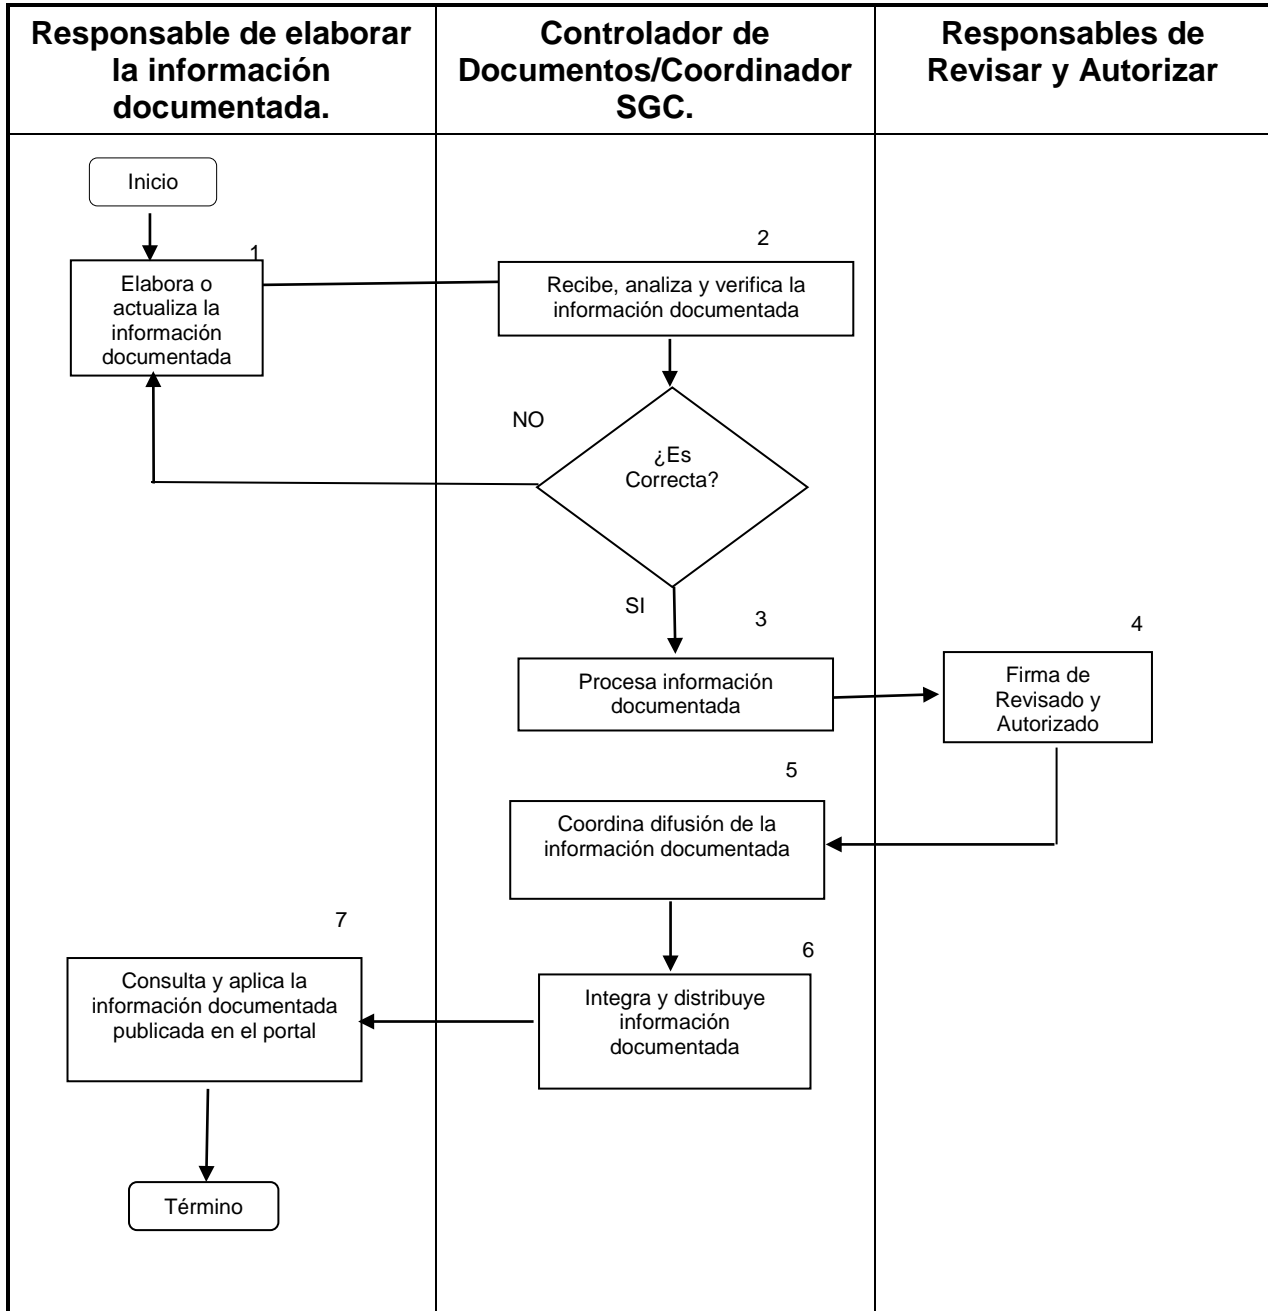 Responsable de elaborar
la información
documentada.
Controlador de
Documentos/Coordinador
SGC.
Responsables de
Revisar y Autorizar
Inicio
1
Elabora o
actualiza la
información
documentada
2
Recibe, analiza y verifica la
información documentada
NO
¿Es
Correcta?
SI
3
Procesa información
documentada
4
Firma de
Revisado y
Autorizado
5
Coordina difusión de la
información documentada
6
Integra y distribuye
información
documentada
7
Consulta y aplica la
información documentada
publicada en el portal
Término